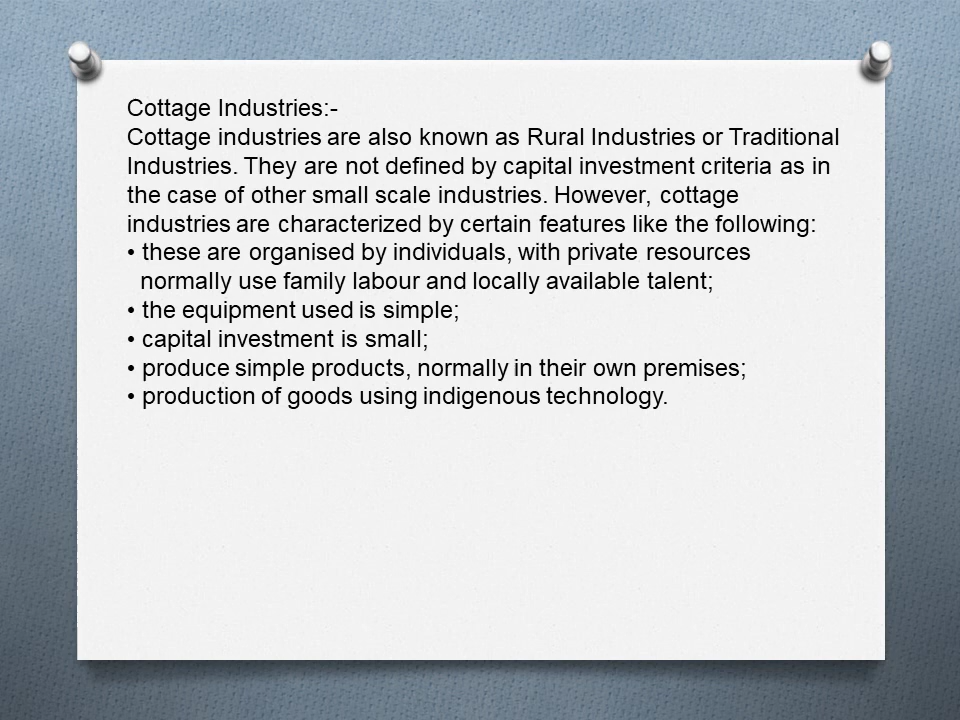 Cottage Industries:-
Cottage industries are also known as Rural Industries or Traditional
Industries. They are not defined by capital investment criteria as in
the case of other small scale industries. However, cottage
industries are characterized by certain features like the following:
• these are organised by individuals, with private resources
normally use family labour and locally available talent;
• the equipment used is simple;
• capital investment is small;
• produce simple products, normally in their own premises;
• production of goods using indigenous technology.